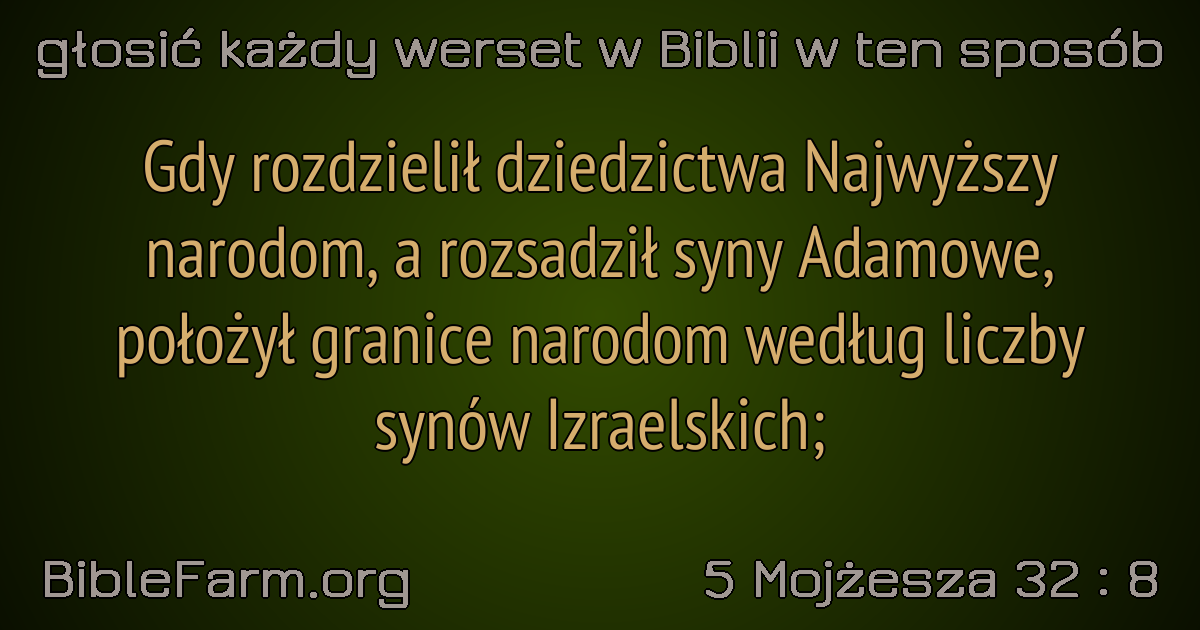 głosić każdy werset w Biblii w ten sposób
Gdy rozdzielił dziedzictwa Najwyższy
narodom, a rozsadził syny Adamowe,
położył granice narodom według liczby
synów Izraelskich;
BibleFarm.org
5 Mojżesza 32 : 8